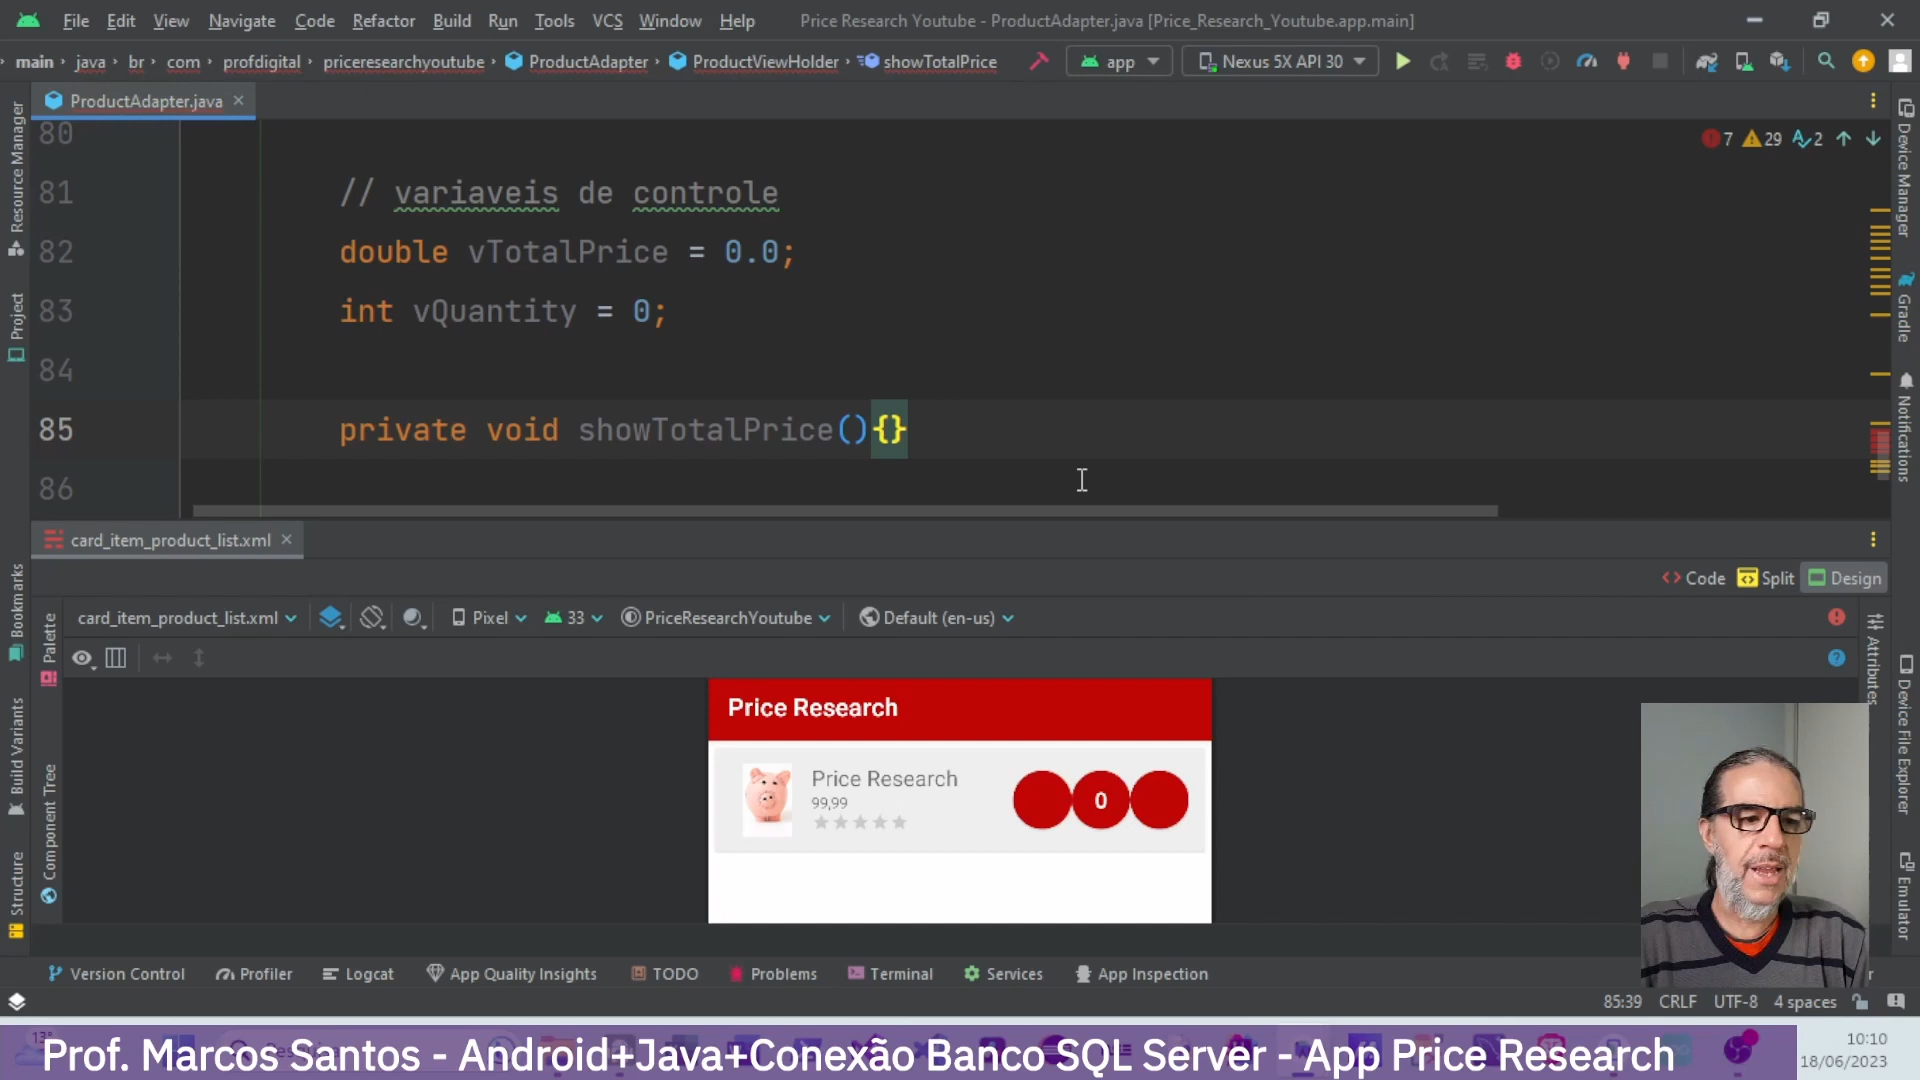 File Edit View Navigate Code Refactor Build Run Tools VCS Window Help Price Research Youtube - ProductAdapter.java [Price_Research_Youtube.app.main]
main java br com profdigital priceresearchyoutube ProductAdapter ProductViewHolder showTotalPrice app Nexus 5X API 30
ProductAdapter.java
7 29 2
80
81 // variaveis de controle
82 double vTotalPrice = 0.0;
83 int vQuantity = 0;
84
85 private void showTotalPrice(){}
86
card_item_product_list.xml
Code Split Design
card_item_product_list.xml Pixel 33 PriceResearchYoutube Default (en-us)
Price Research
Price Research
99,99
0
Resource Manager
Project
Bookmarks
Build Variants
Structure
Palette
Component Tree
Device Manager
Gradle
Notifications
Attributes
Device File Explorer
Emulator
Version Control Profiler Logcat App Quality Insights TODO Problems Terminal Services App Inspection
85:39 CRLF UTF-8 4 spaces
Prof. Marcos Santos - Android+Java+Conexão Banco SQL Server - App Price Research
10:10
18/06/2023